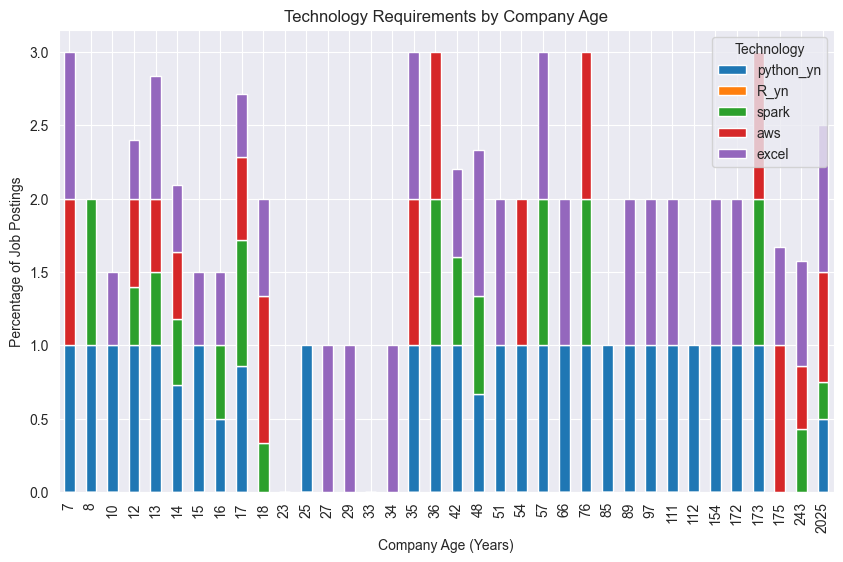 Technology Requirements by Company Age
Percentage of Job Postings
3.0
2.5
2.0
1.5
1.0
0.5
0.0
Technology
python_yn
R_yn
spark
aws
excel
7 8 10 12 13 14 15 16 17 18 23 25 27 29 33 34 35 36 42 48 51 54 57 66 76 85 89 97 111 112 154 172 173 175 243 2025
Company Age (Years)